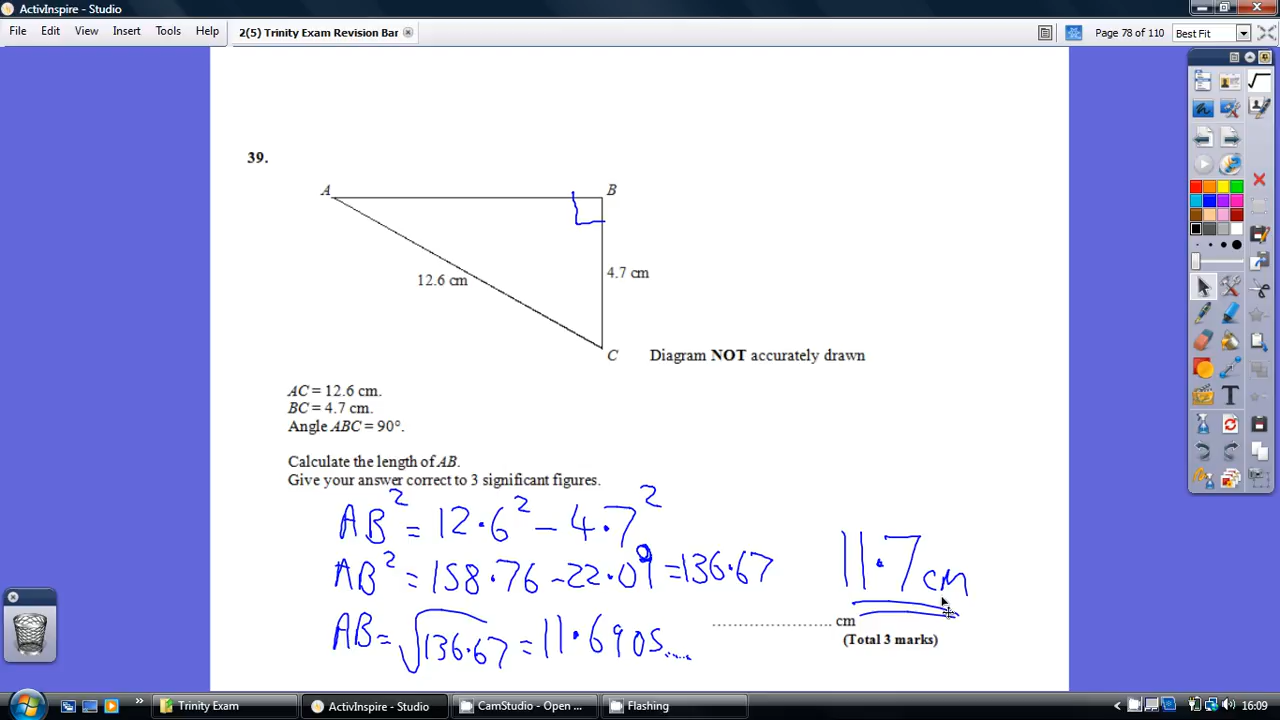 ActivInspire - Studio
File Edit View Insert Tools Help
2(5) Trinity Exam Revision Bar
Page 78 of 110
Best Fit
39.
A
B
12.6 cm
4.7 cm
C
Diagram NOT accurately drawn
AC = 12.6 cm.
BC = 4.7 cm.
Angle ABC = 90°.
Calculate the length of AB.
Give your answer correct to 3 significant figures.
AB² = 12·6² - 4·7²
AB² = 158·76 - 22·09 = 136·67
AB = √136·67 = 11·6905....
11·7 cm
.............................. cm
(Total 3 marks)
Trinity Exam
ActivInspire - Studio
CamStudio - Open ...
Flashing
16:09